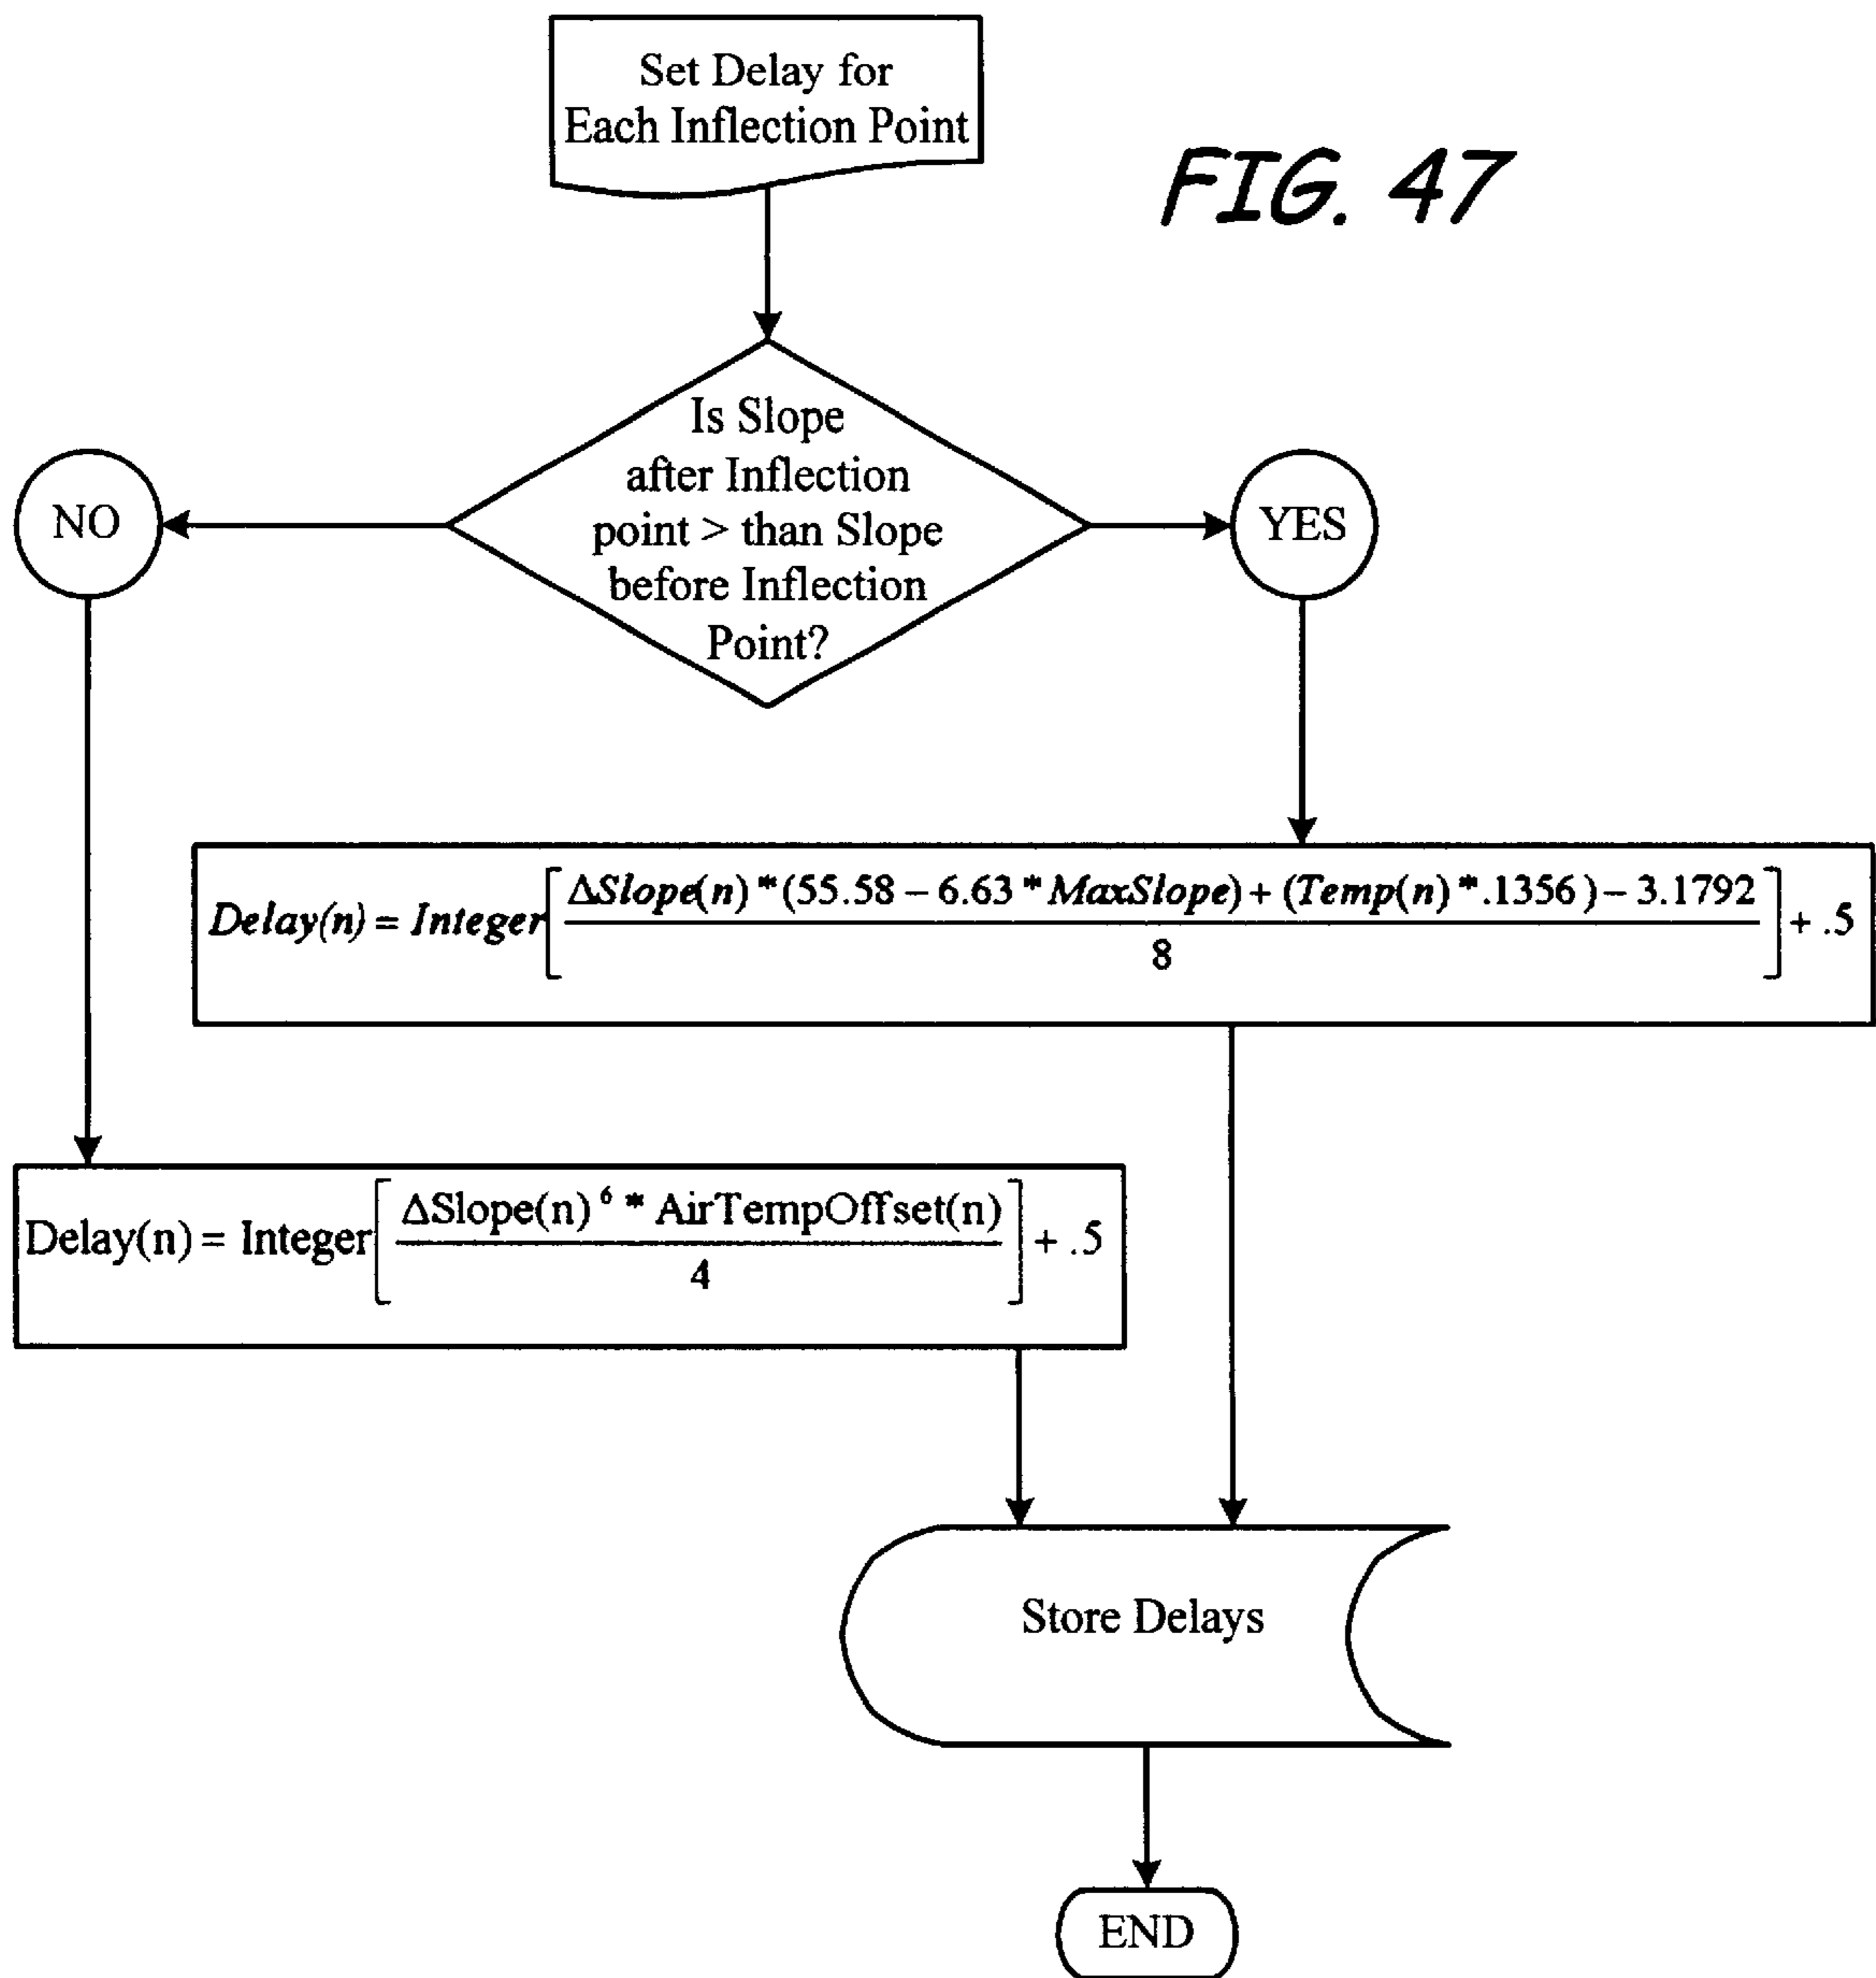 Set Delay for
Each Inflection Point
FIG. 47
Is Slope
after Inflection
point > than Slope
before Inflection
Point?
NO
YES
Delay(n) = Integer[ΔSlope(n) * (55.58 – 6.63 * MaxSlope) + (Temp(n) * .1356) – 3.1792 / 8] + .5
Delay(n) = Integer[ΔSlope(n)⁶ * AirTempOffset(n) / 4] + .5
Store Delays
END